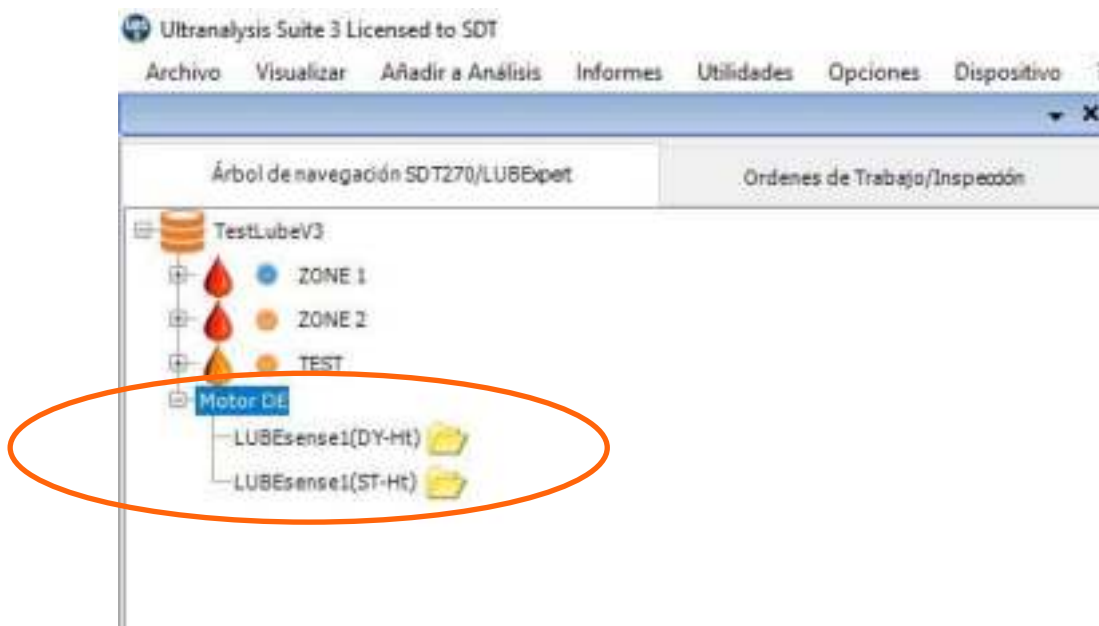 Ultranalysis Suite 3 Licensed to SDT
Archivo Visualizar Añadir a Análisis Informes Utilidades Opciones Dispositivo
Árbol de navegación SDT270/LUBExpert Ordenes de Trabajo/Inspección
TestLubeV3
ZONE 1
ZONE 2
TEST
Motor DE
LUBEsense1(DY-Ht)
LUBEsense1(ST-Ht)